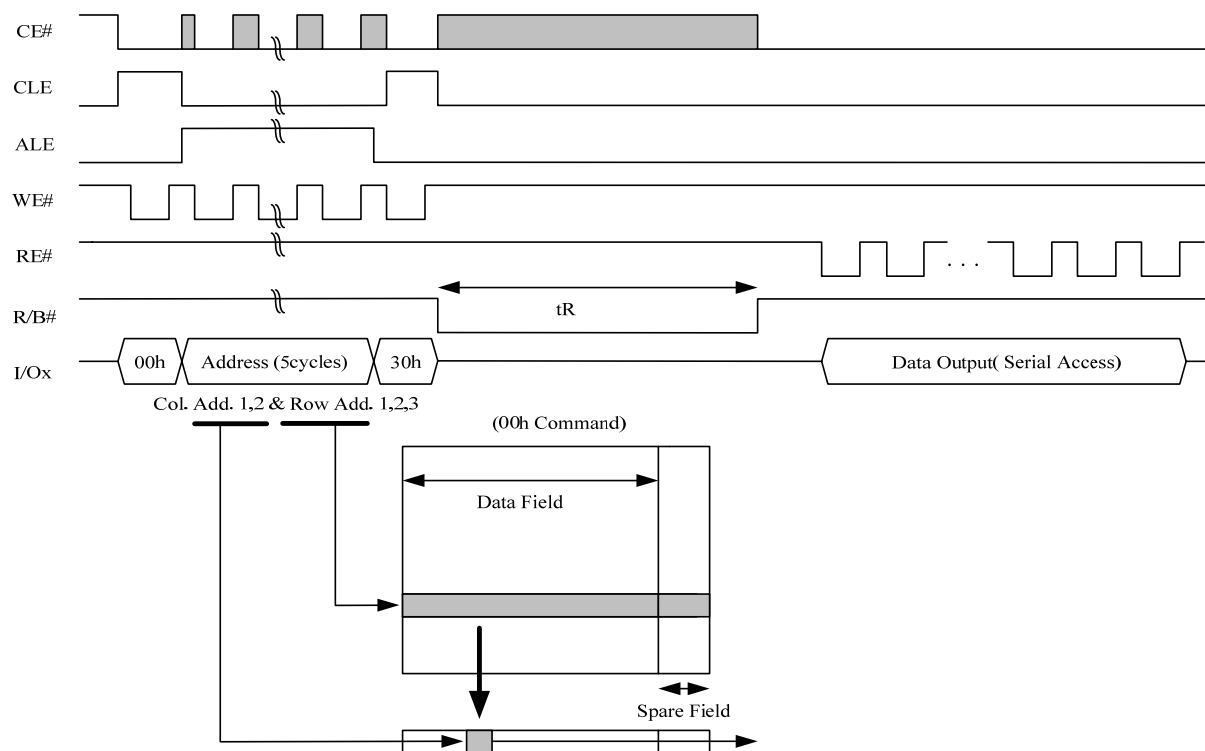 CE#
CLE
ALE
WE#
RE#
. . .
R/B#
tR
I/Ox
00h
Address (5cycles)
30h
Data Output( Serial Access)
Col. Add. 1,2 & Row Add. 1,2,3
(00h Command)
Data Field
Spare Field